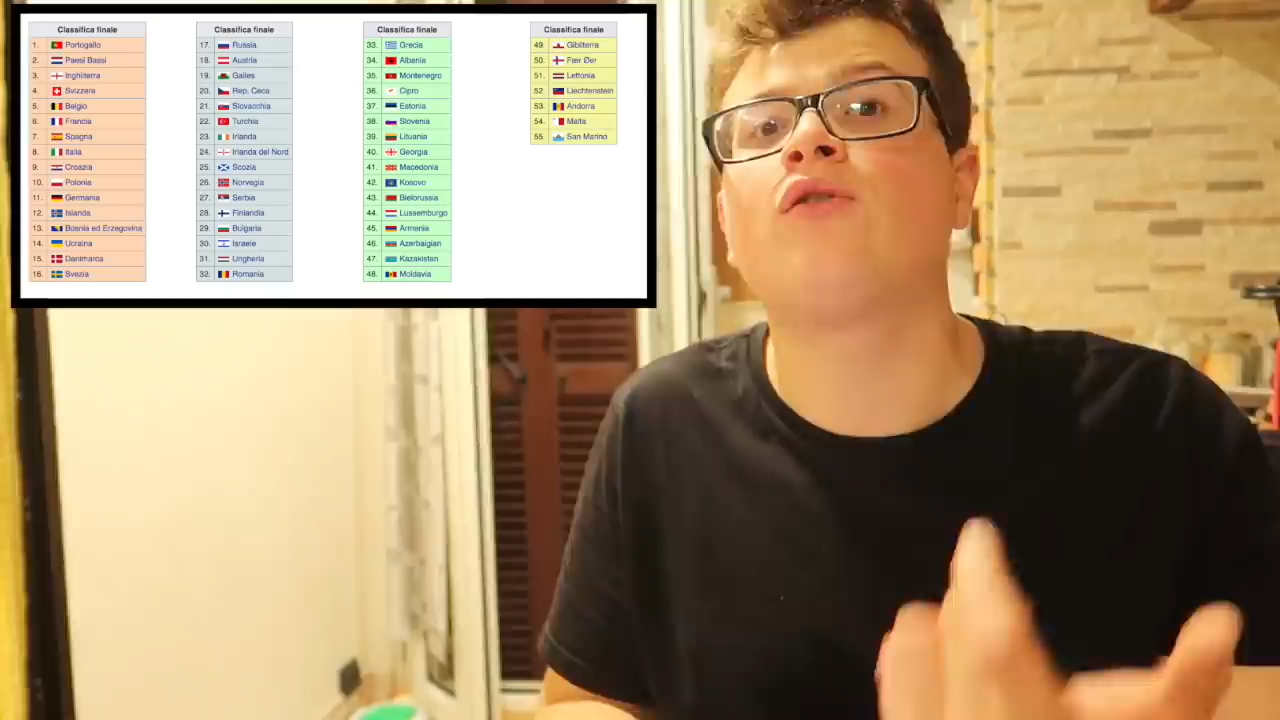 Classifica finale
1. Portogallo
2. Paesi Bassi
3. Inghilterra
4. Svizzera
5. Belgio
6. Francia
7. Spagna
8. Italia
9. Croazia
10. Polonia
11. Germania
12. Islanda
13. Bosnia ed Erzegovina
14. Ucraina
15. Danimarca
16. Svezia
Classifica finale
17. Russia
18. Austria
19. Galles
20. Rep. Ceca
21. Slovacchia
22. Turchia
23. Irlanda
24. Irlanda del Nord
25. Scozia
26. Norvegia
27. Serbia
28. Finlandia
29. Bulgaria
30. Israele
31. Ungheria
32. Romania
Classifica finale
33. Grecia
34. Albania
35. Montenegro
36. Cipro
37. Estonia
38. Slovenia
39. Lituania
40. Georgia
41. Macedonia
42. Kosovo
43. Bielorussia
44. Lussemburgo
45. Armenia
46. Azerbaigian
47. Kazakistan
48. Moldavia
Classifica finale
49. Gibilterra
50. Fær Øer
51. Lettonia
52. Liechtenstein
53. Andorra
54. Malta
55. San Marino